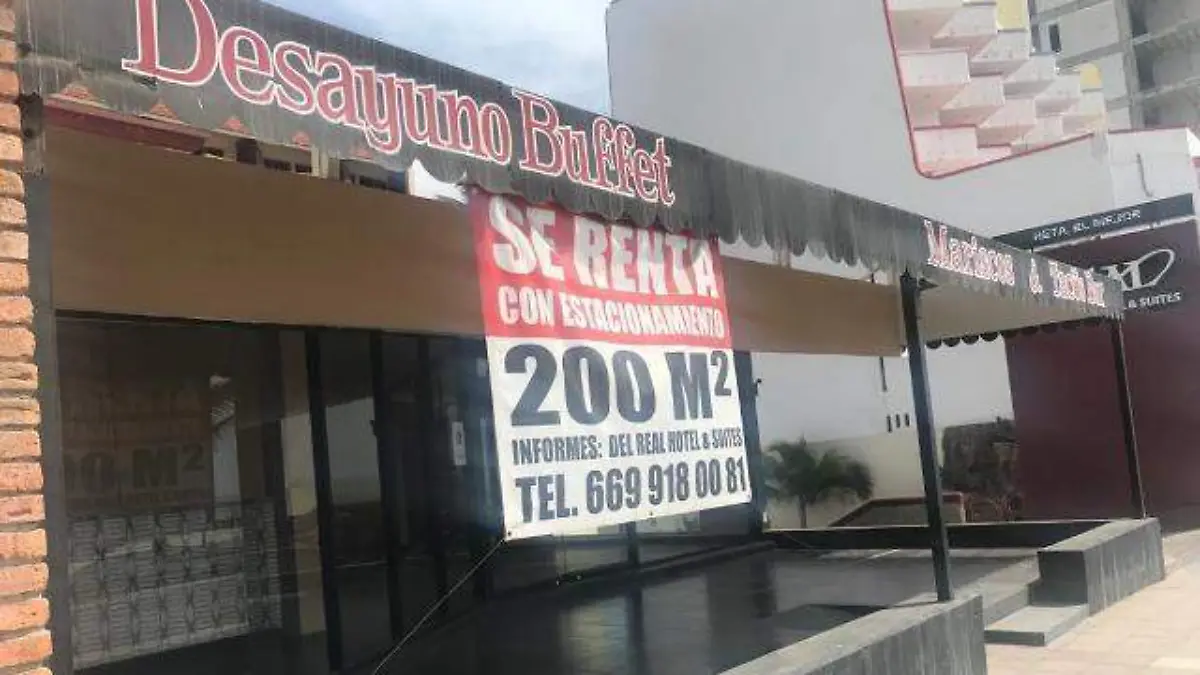 Desayuno Buffet
SE RENTA
CON ESTACIONAMIENTO
200 M²
INFORMES: DEL REAL HOTEL & SUITES
TEL. 669 918 00 81
Mariscos &
& SUITES